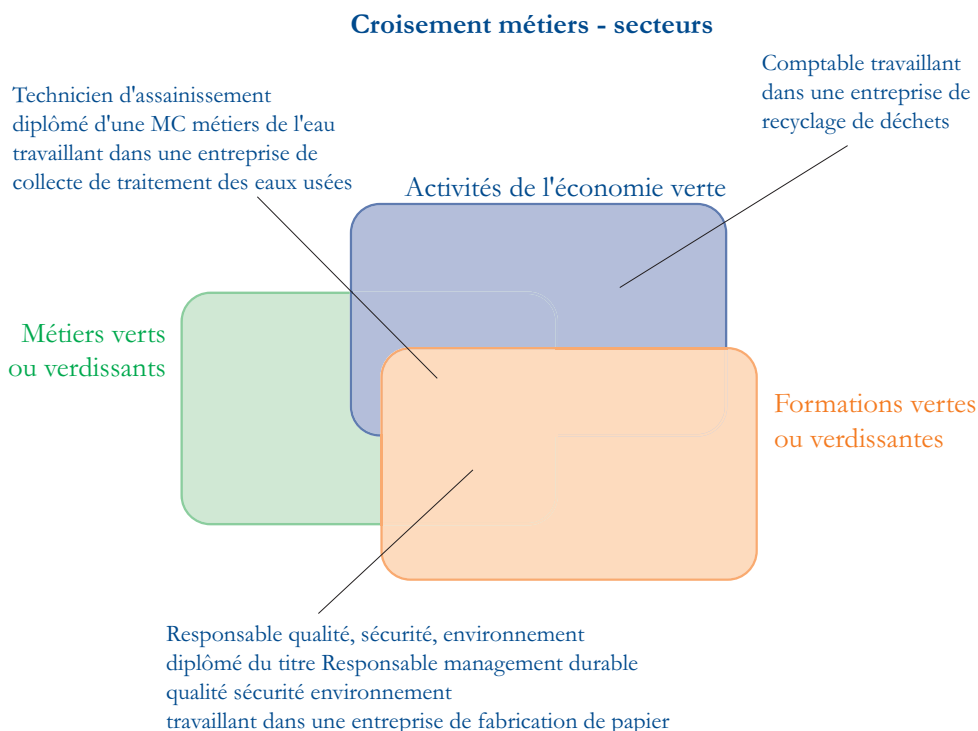 Croisement métiers - secteurs
Technicien d'assainissement
diplômé d'une MC métiers de l'eau
travaillant dans une entreprise de
collecte de traitement des eaux usées
Comptable travaillant
dans une entreprise de
recyclage de déchets
Activités de l'économie verte
Métiers verts
ou verdissants
Formations vertes
ou verdissantes
Responsable qualité, sécurité, environnement
diplômé du titre Responsable management durable
qualité sécurité environnement
travaillant dans une entreprise de fabrication de papier